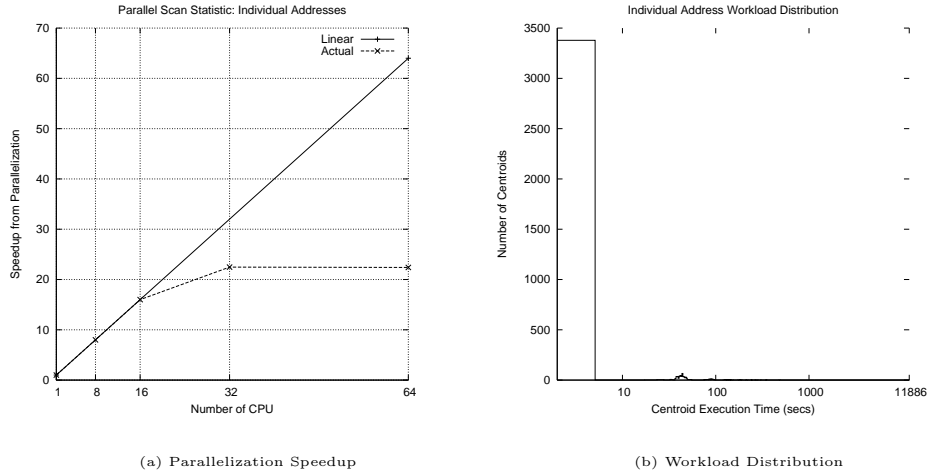 Parallel Scan Statistic: Individual Addresses
70
60
50
40
30
20
10
0
Speedup from Parallelization
Linear
Actual
1 8 16 32 64
Number of CPU
(a) Parallelization Speedup
Individual Address Workload Distribution
3500
3000
2500
2000
1500
1000
500
0
Number of Centroids
10 100 1000 11886
Centroid Execution Time (secs)
(b) Workload Distribution